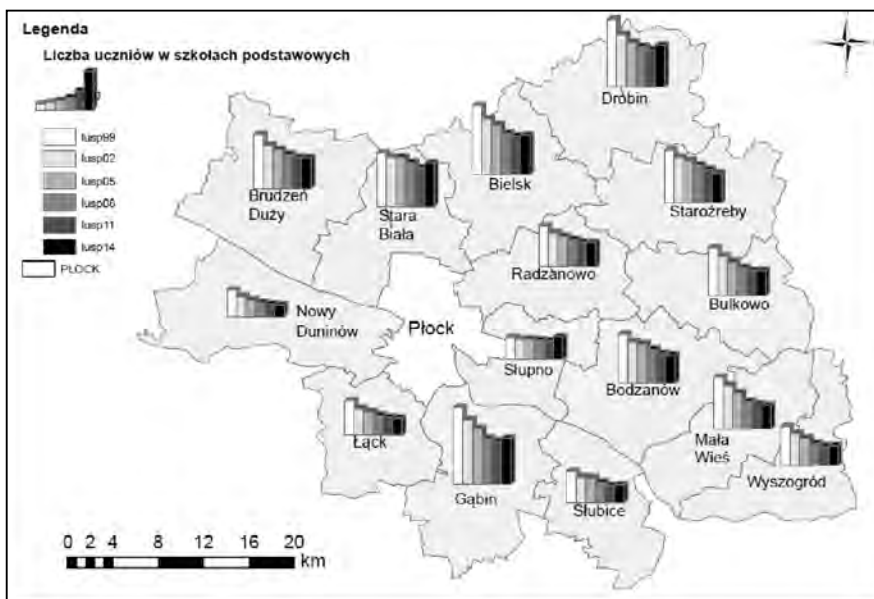 Legenda
Liczba uczniów w szkołach podstawowych
lusp99
lusp02
lusp05
lusp08
lusp11
lusp14
PŁOCK
Drobin
Bielsk
Brudzeń
Duży
Stara
Biała
Staroźreby
Radzanowo
Bulkowo
Nowy
Duninów
Płock
Słupno
Bodzanów
Łąck
Mała
Wieś
Wyszogród
Gąbin
Słubice
0 2 4 8 12 16 20
km